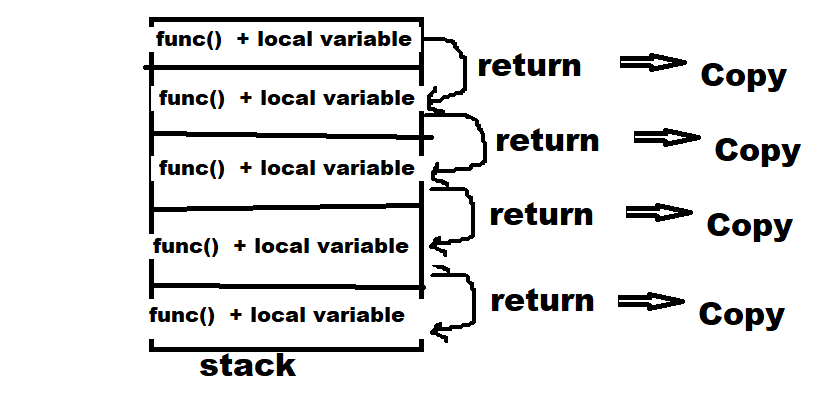 func() + local variable
return
Copy
func() + local variable
return
Copy
func() + local variable
return
Copy
func() + local variable
return
Copy
func() + local variable
stack